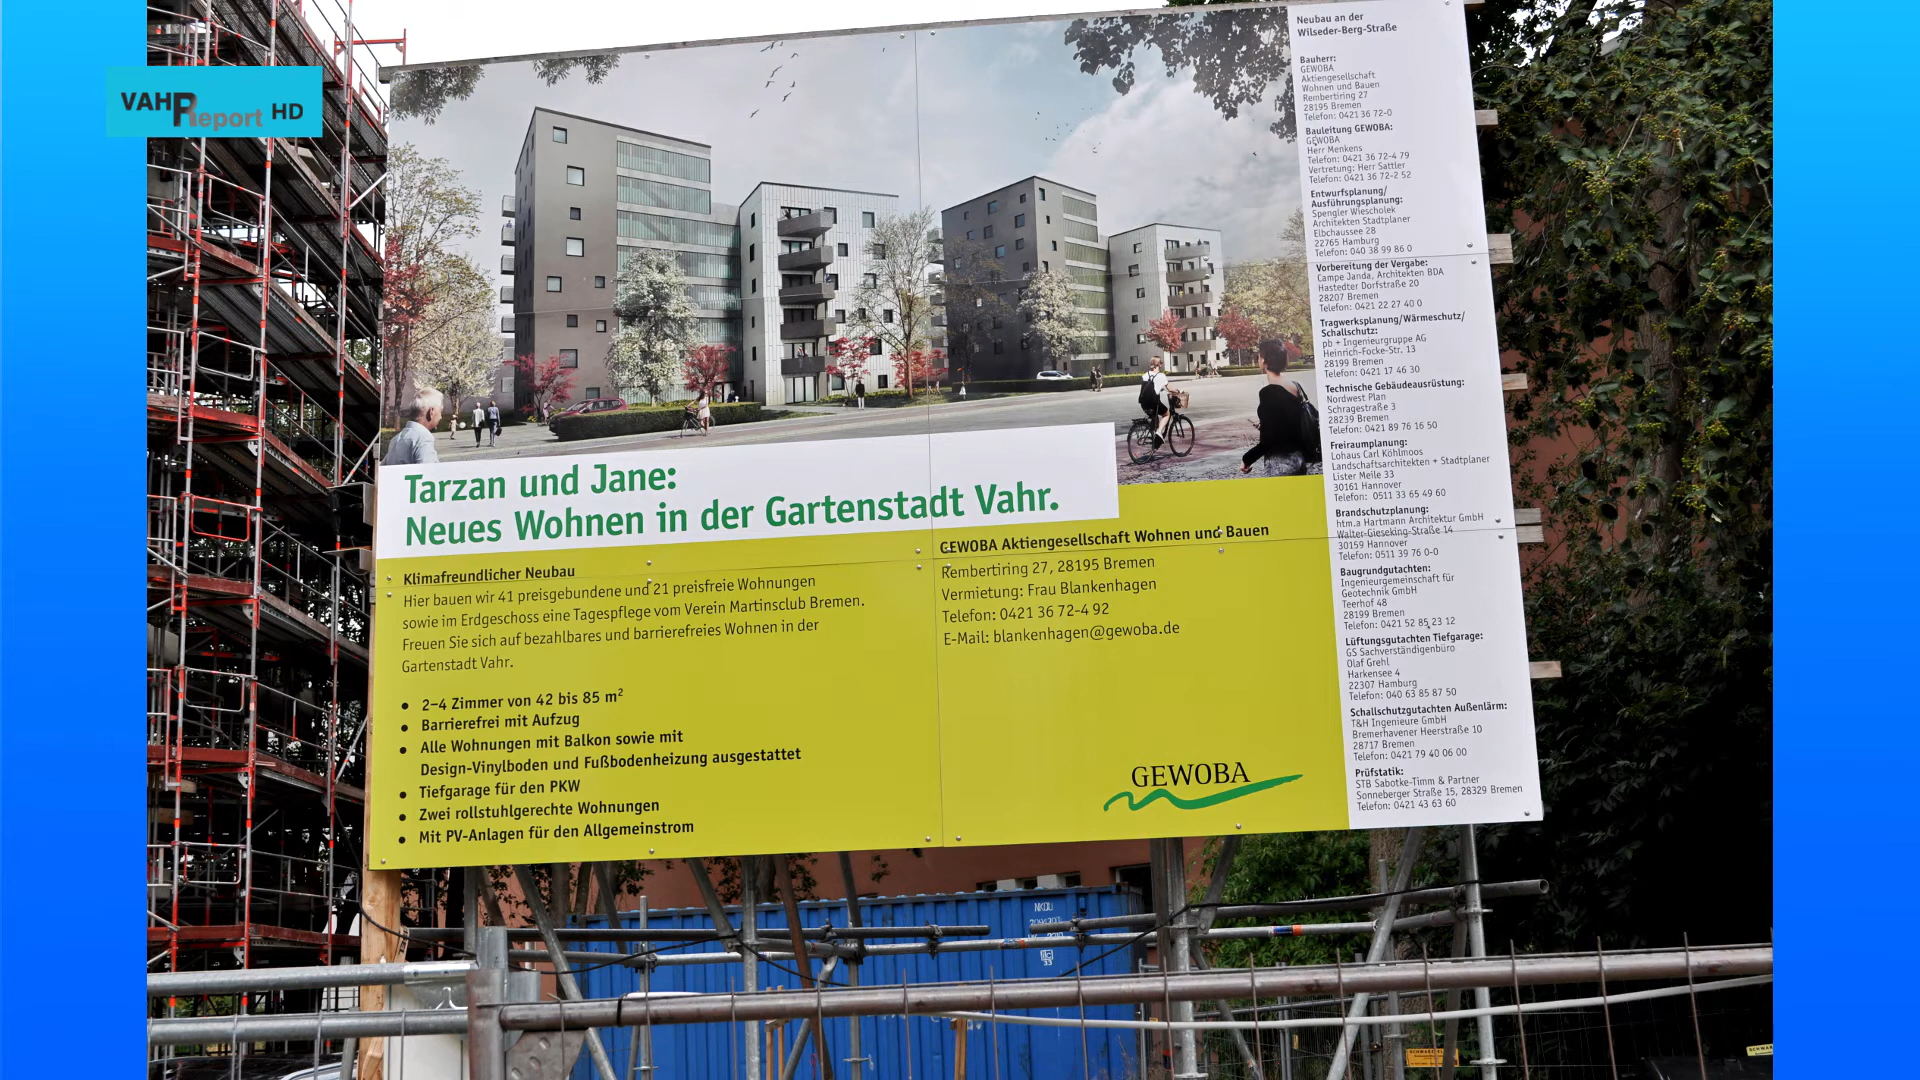 VAHReport HD
Tarzan und Jane:
Neues Wohnen in der Gartenstadt Vahr.
Klimafreundlicher Neubau
Hier bauen wir 41 preisgebundene und 21 preisfreie Wohnungen
sowie im Erdgeschoss eine Tagespflege vom Verein Martinsclub Bremen.
Freuen Sie sich auf bezahlbares und barrierefreies Wohnen in der
Gartenstadt Vahr.
• 2–4 Zimmer von 42 bis 85 m²
• Barrierefrei mit Aufzug
• Alle Wohnungen mit Balkon sowie mit
Design-Vinylboden und Fußbodenheizung ausgestattet
• Tiefgarage für den PKW
• Zwei rollstuhlgerechte Wohnungen
• Mit PV-Anlagen für den Allgemeinstrom
GEWOBA Aktiengesellschaft Wohnen und Bauen
Rembertiring 27, 28195 Bremen
Vermietung: Frau Blankenhagen
Telefon: 0421 36 72-4 92
E-Mail: blankenhagen@gewoba.de
GEWOBA
Neubau an der
Wilseder-Berg-Straße
Bauherr:
GEWOBA
Aktiengesellschaft
Wohnen und Bauen
Rembertiring 27
28195 Bremen
Telefon: 0421 36 72-0
Bauleitung GEWOBA:
GEWOBA
Herr Menkens
Telefon: 0421 36 72-4 79
Vertretung: Herr Sattler
Telefon: 0421 36 72-2 52
Entwurfsplanung/
Ausführungsplanung:
Spengler Wiescholek
Architekten Stadtplaner
Elbchaussee 28
22765 Hamburg
Telefon: 040 38 99 86 0
Vorbereitung der Vergabe:
Campe Janda, Architekten BDA
Hastedter Dorfstraße 20
28207 Bremen
Telefon: 0421 22 27 40 0
Tragwerksplanung/Wärmeschutz/
Schallschutz:
pb + Ingenieurgruppe AG
Heinrich-Focke-Str. 13
28199 Bremen
Telefon: 0421 17 46 30
Technische Gebäudeausrüstung:
Nordwest Plan
Schragestraße 3
28239 Bremen
Telefon: 0421 89 76 16 50
Freiraumplanung:
Lohaus Carl Köhlmoos
Landschaftsarchitekten + Stadtplaner
Lister Meile 33
30161 Hannover
Telefon: 0511 33 65 49 60
Brandschutzplanung:
htm.a Hartmann Architektur GmbH
Walter-Gieseking-Straße 14
30159 Hannover
Telefon: 0511 39 76 0-0
Baugrundgutachten:
Ingenieurgemeinschaft für
Geotechnik GmbH
Teerhof 48
28199 Bremen
Telefon: 0421 52 85 23 12
Lüftungsgutachten Tiefgarage:
GS Sachverständigenbüro
Olaf Grehl
Harkensee 4
22307 Hamburg
Telefon: 040 63 85 87 50
Schallschutzgutachten Außenlärm:
T&H Ingenieure GmbH
Bremerhavener Heerstraße 10
28717 Bremen
Telefon: 0421 79 40 06 00
Prüfstatik:
STB Sabotke-Timm & Partner
Sonneberger Straße 15, 28329 Bremen
Telefon: 0421 43 63 60